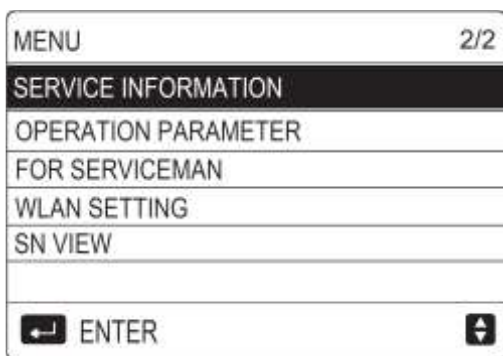 MENU 2/2
SERVICE INFORMATION
OPERATION PARAMETER
FOR SERVICEMAN
WLAN SETTING
SN VIEW
ENTER